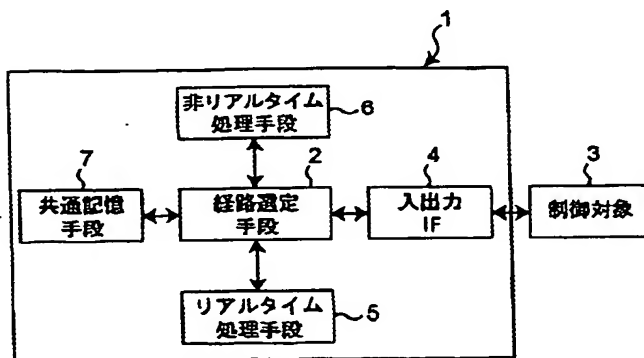 1
非リアルタイム
処理手段
6
7
2
4
3
共通記憶
手段
経路選定
手段
入出力
IF
制御対象
リアルタイム
処理手段
5